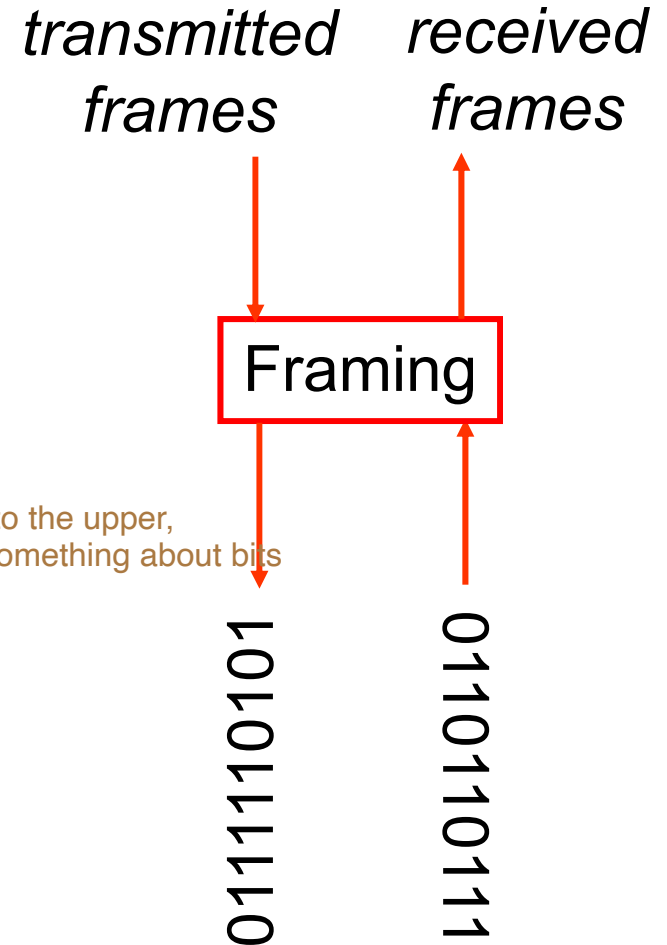 transmitted frames
received frames
Framing
o the upper,
omething about bits
0111110101
0110110111